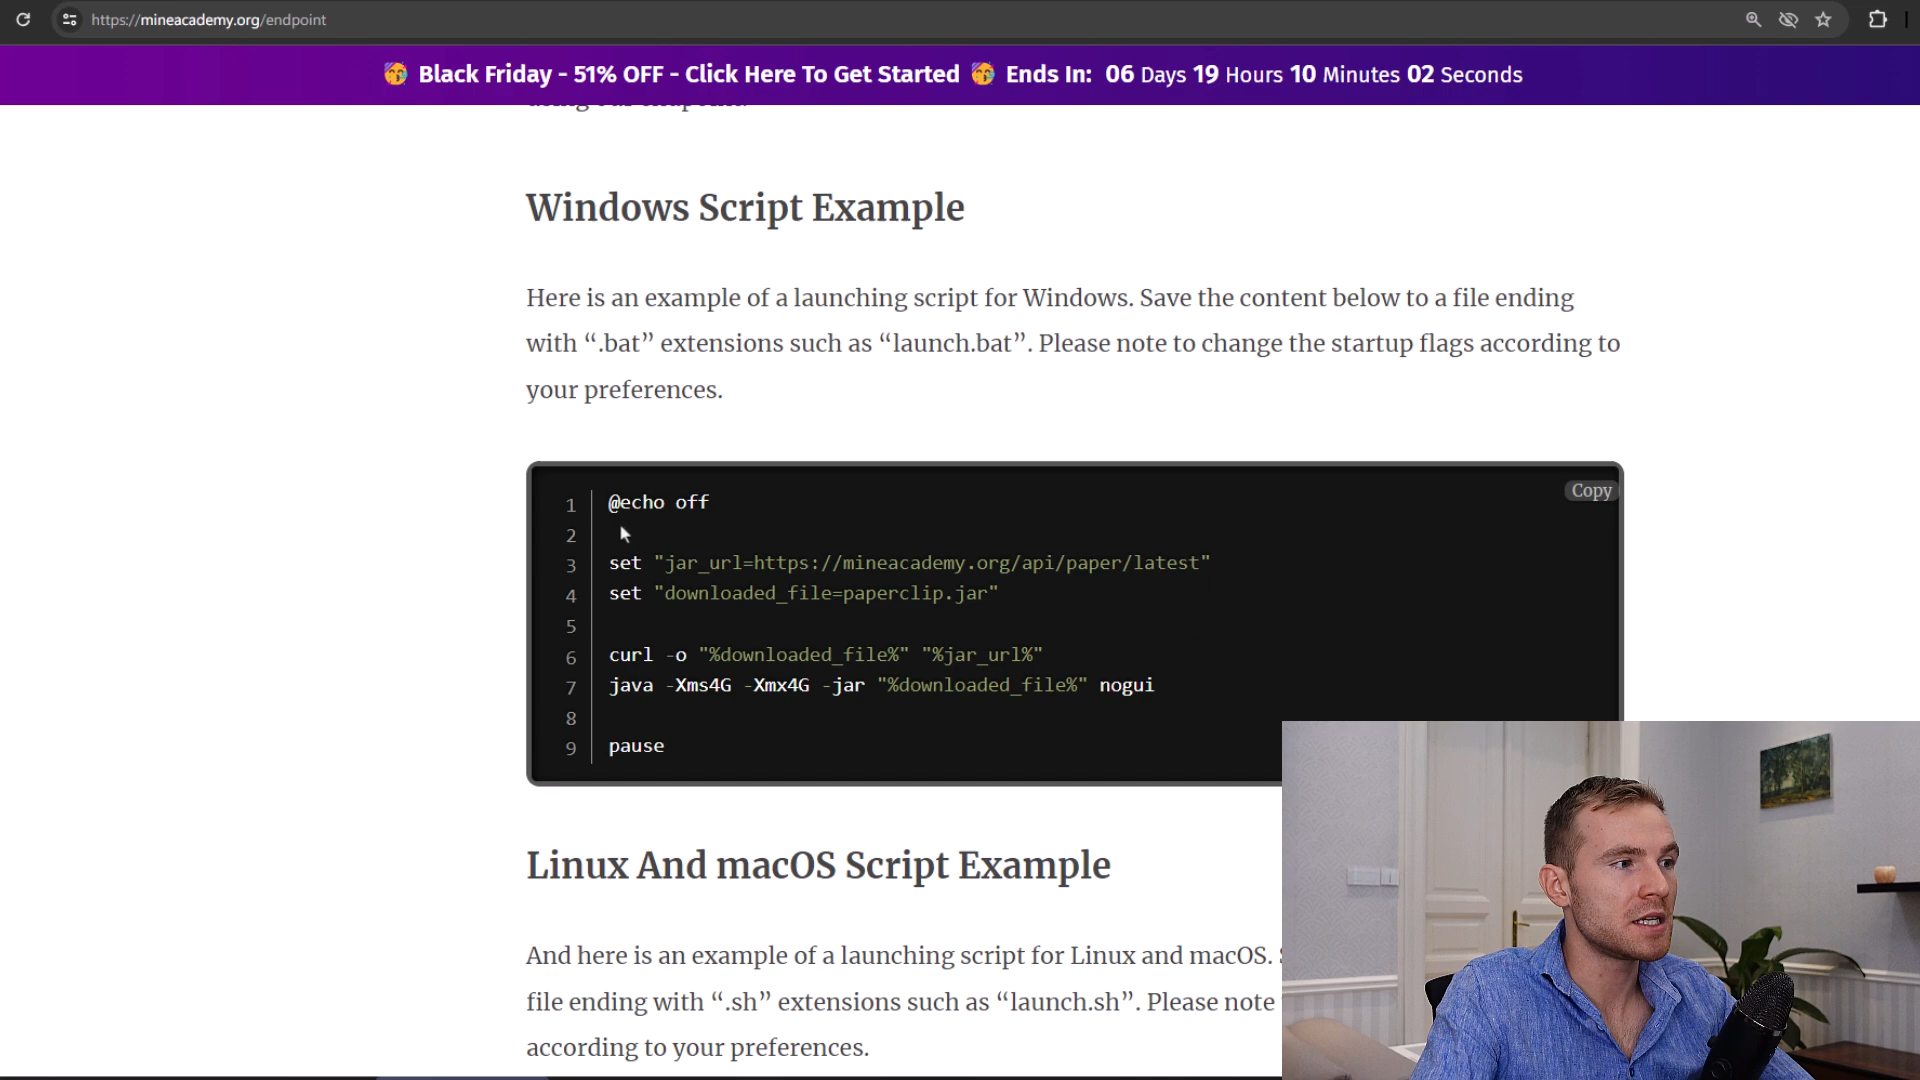 https://mineacademy.org/endpoint
🥳 Black Friday - 51% OFF - Click Here To Get Started 🥳 Ends In: 06 Days 19 Hours 10 Minutes 02 Seconds
Windows Script Example
Here is an example of a launching script for Windows. Save the content below to a file ending
with “.bat” extensions such as “launch.bat”. Please note to change the startup flags according to
your preferences.
Copy
1 @echo off
2
3 set "jar_url=https://mineacademy.org/api/paper/latest"
4 set "downloaded_file=paperclip.jar"
5
6 curl -o "%downloaded_file%" "%jar_url%"
7 java -Xms4G -Xmx4G -jar "%downloaded_file%" nogui
8
9 pause
Linux And macOS Script Example
And here is an example of a launching script for Linux and macOS.
file ending with “.sh” extensions such as “launch.sh”. Please note
according to your preferences.